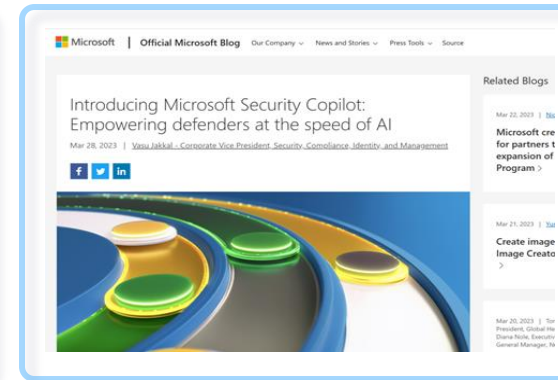 Microsoft | Official Microsoft Blog Our Company News and Stories Press Tools Source
Introducing Microsoft Security Copilot:
Empowering defenders at the speed of AI
Mar 28, 2023 | Vasu Jakkal - Corporate Vice President, Security, Compliance, Identity, and Management
f in
Related Blogs
Mar 22, 2023 |
Microsoft cre
for partners t
expansion of
Program >
Mar 21, 2023 |
Create image
Image Creato
>
Mar 20, 2023 | Tor
President, Global He
Diana Nole, Executiv
General Manager, N